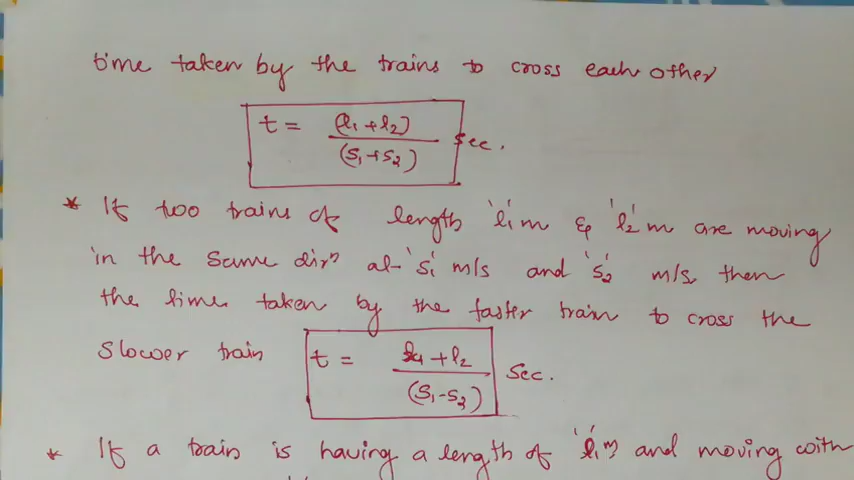 time taken by the trains to cross each other
t = (l1 + l2) / (S1 + S2) sec.
* If two trains of length 'l1'm & 'l2'm are moving
in the same dirn at 'S1' m/s and 'S2' m/s then
the time taken by the faster train to cross the
slower train t = l1 + l2 / (S1 - S2) Sec.
* If a train is having a length of 'l1'm and moving with